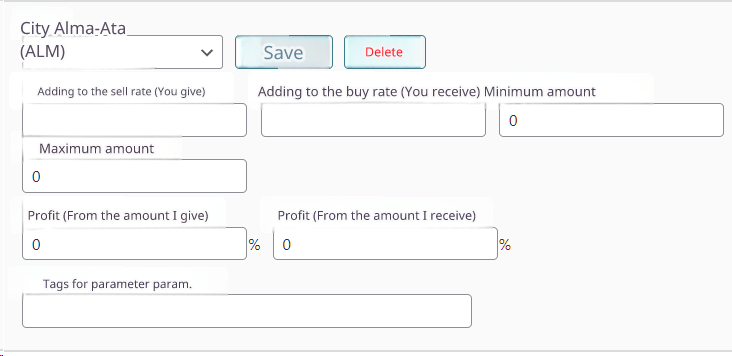 City Alma-Ata
(ALM)
Save
Delete
Adding to the sell rate (You give)
Adding to the buy rate (You receive) Minimum amount
0
Maximum amount
0
Profit (From the amount I give)
Profit (From the amount I receive)
0 %
0 %
Tags for parameter param.